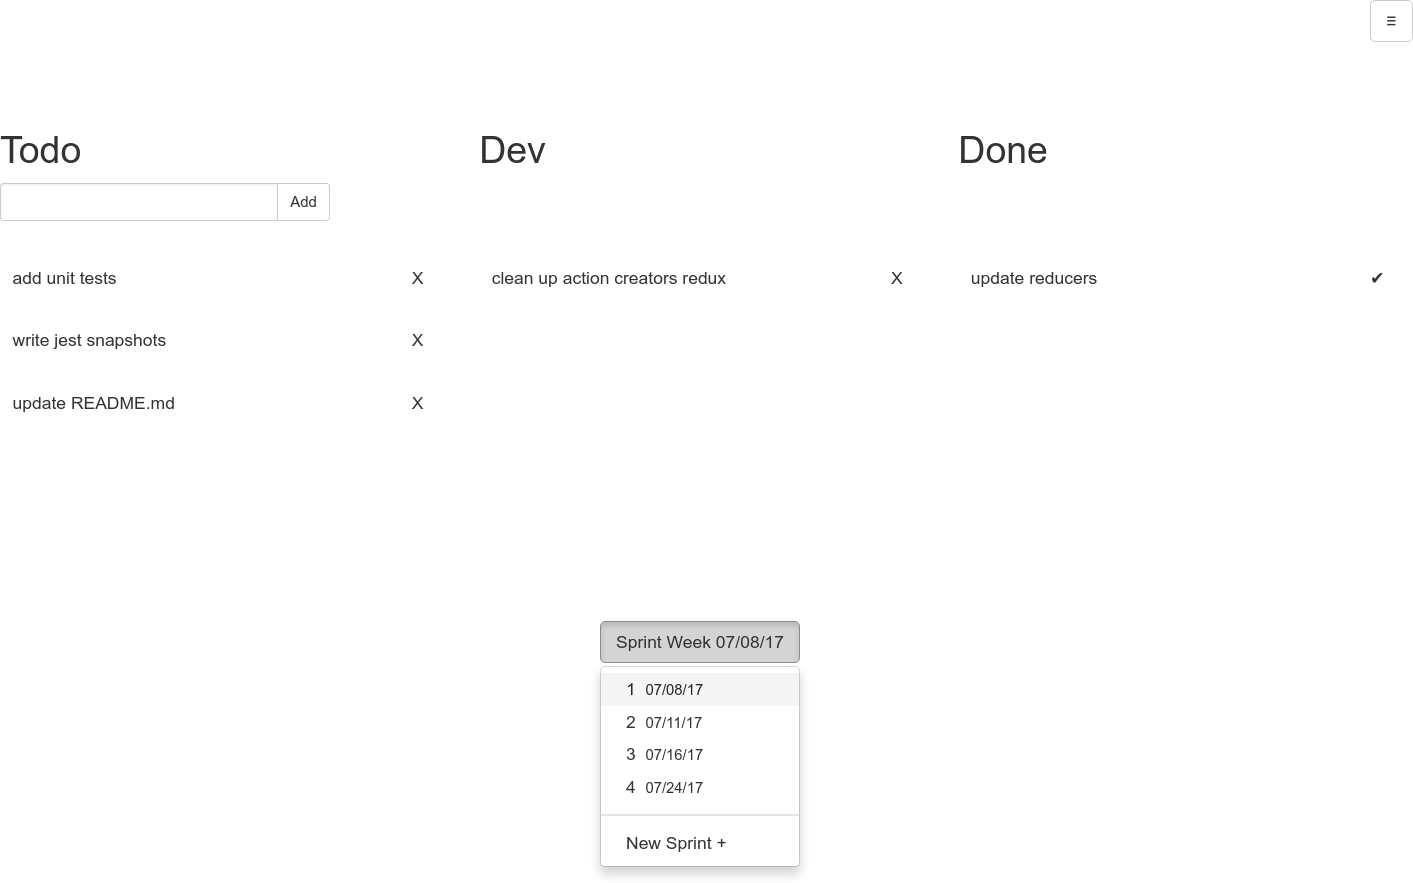 ☰
Todo
Dev
Done
Add
add unit tests X
clean up action creators redux X
update reducers ✔
write jest snapshots X
update README.md X
Sprint Week 07/08/17
1 07/08/17
2 07/11/17
3 07/16/17
4 07/24/17
New Sprint +